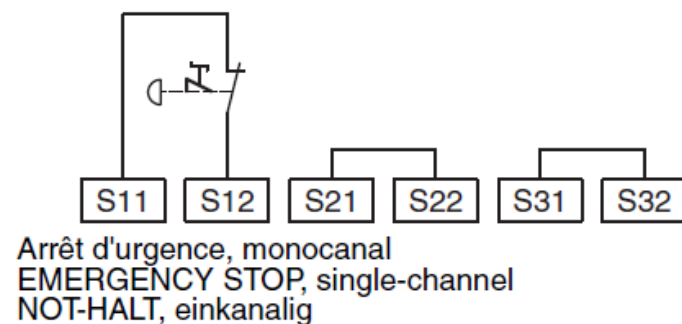 S11 S12 S21 S22 S31 S32
Arrêt d'urgence, monocanal
EMERGENCY STOP, single-channel
NOT-HALT, einkanalig